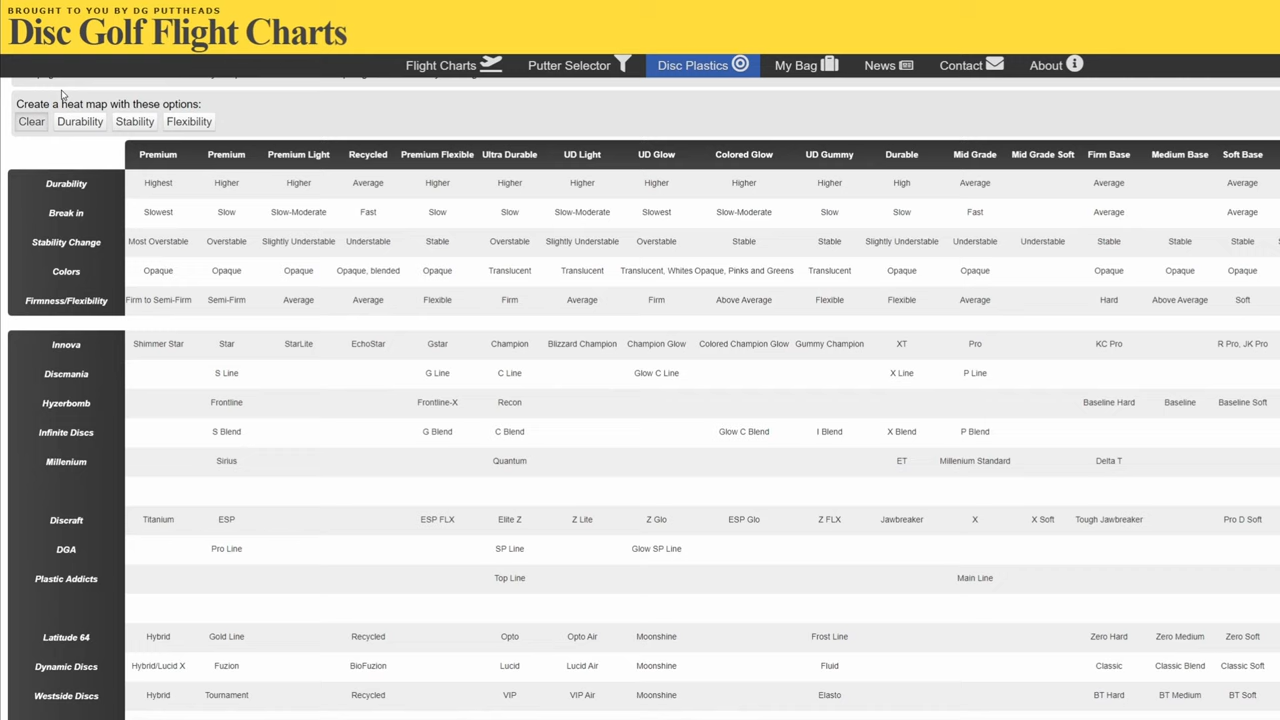 BROUGHT TO YOU BY DG PUTTHEADS
Disc Golf Flight Charts
Flight Charts Putter Selector Disc Plastics My Bag News Contact About
Create a heat map with these options:
Clear Durability Stability Flexibility
Premium Premium Premium Light Recycled Premium Flexible Ultra Durable UD Light UD Glow Colored Glow UD Gummy Durable Mid Grade Mid Grade Soft Firm Base Medium Base Soft Base
Durability Highest Higher Higher Average Higher Higher Higher Higher Higher Higher High Average Average Average
Break in Slowest Slow Slow-Moderate Fast Slow Slow Slow-Moderate Slowest Slow-Moderate Slow Slow Fast Average Average
Stability Change Most Overstable Overstable Slightly Understable Understable Stable Overstable Slightly Understable Overstable Stable Stable Slightly Understable Understable Understable Stable Stable Stable
Colors Opaque Opaque Opaque Opaque, blended Opaque Translucent Translucent Translucent, Whites Opaque, Pinks and Greens Translucent Opaque Opaque Opaque Opaque Opaque
Firmness/Flexibility Firm to Semi-Firm Semi-Firm Average Average Flexible Firm Average Firm Above Average Flexible Flexible Average Hard Above Average Soft
Innova Shimmer Star Star StarLite EchoStar Gstar Champion Blizzard Champion Champion Glow Colored Champion Glow Gummy Champion XT Pro KC Pro R Pro, JK Pro
Discmania S Line G Line C Line Glow C Line X Line P Line
Hyzerbomb Frontline Frontline-X Recon Baseline Hard Baseline Baseline Soft
Infinite Discs S Blend G Blend C Blend Glow C Blend I Blend X Blend P Blend
Millenium Sirius Quantum ET Millenium Standard Delta T
Discraft Titanium ESP ESP FLX Elite Z Z Lite Z Glo ESP Glo Z FLX Jawbreaker X X Soft Tough Jawbreaker Pro D Soft
DGA Pro Line SP Line Glow SP Line
Plastic Addicts Top Line Main Line
Latitude 64 Hybrid Gold Line Recycled Opto Opto Air Moonshine Frost Line Zero Hard Zero Medium Zero Soft
Dynamic Discs Hybrid/Lucid X Fuzion BioFuzion Lucid Lucid Air Moonshine Fluid Classic Classic Blend Classic Soft
Westside Discs Hybrid Tournament Recycled VIP VIP Air Moonshine Elasto BT Hard BT Medium BT Soft